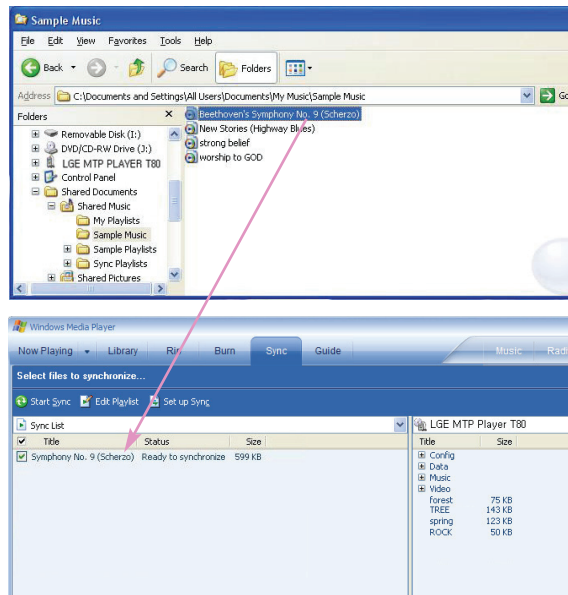 Sample Music
File Edit View Favorites Tools Help
Back Search Folders
Address C:\Documents and Settings\All Users\Documents\My Music\Sample Music Go
Folders
Removable Disk (I:)
DVD/CD-RW Drive (J:)
LGE MTP PLAYER T80
Control Panel
Shared Documents
Shared Music
My Playlists
Sample Music
Sample Playlists
Sync Playlists
Shared Pictures
Beethoven's Symphony No. 9 (Scherzo)
New Stories (Highway Blues)
strong belief
worship to GOD
Windows Media Player
Now Playing Library Rip Burn Sync Guide Music Radi
Select files to synchronize...
Start Sync Edit Playlist Set up Sync
Sync List
Title Status Size
Symphony No. 9 (Scherzo) Ready to synchronize 599 KB
LGE MTP Player T80
Title Size
Config
Data
Music
Video
forest 75 KB
TREE 143 KB
spring 123 KB
ROCK 50 KB